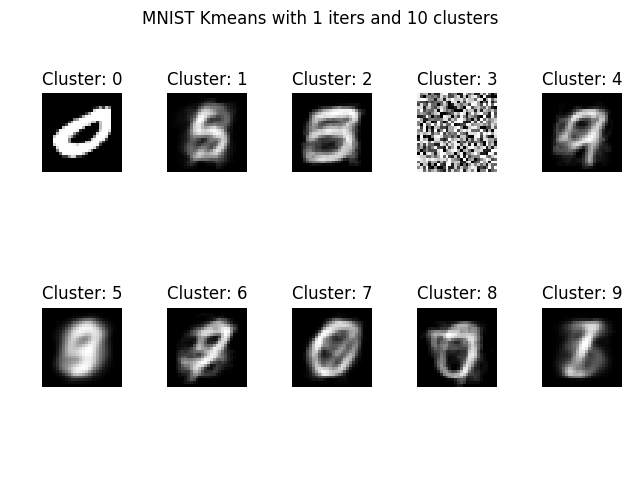 MNIST Kmeans with 1 iters and 10 clusters
Cluster: 0 Cluster: 1 Cluster: 2 Cluster: 3 Cluster: 4
Cluster: 5 Cluster: 6 Cluster: 7 Cluster: 8 Cluster: 9